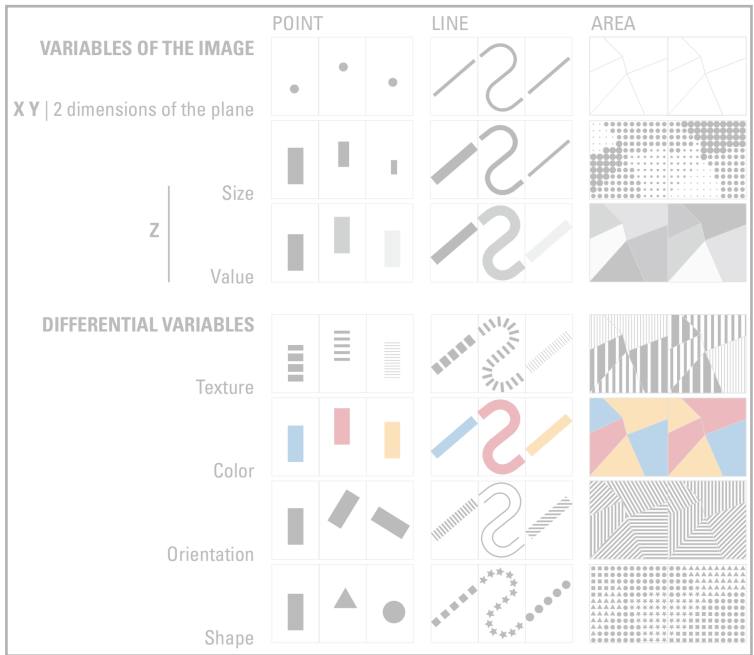 POINT LINE AREA
VARIABLES OF THE IMAGE
X Y | 2 dimensions of the plane
Size
Z
Value
DIFFERENTIAL VARIABLES
Texture
Color
Orientation
Shape